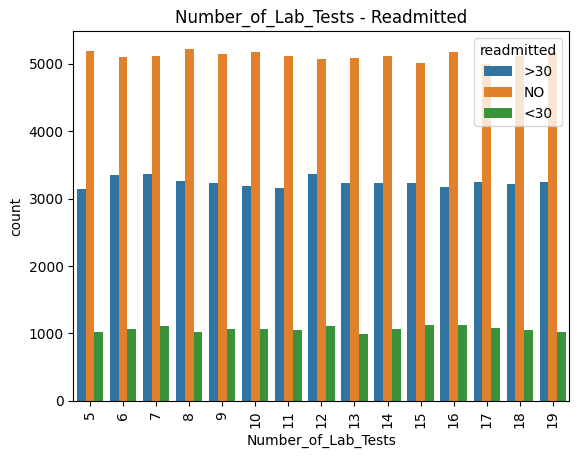 Number_of_Lab_Tests - Readmitted
readmitted
>30
NO
<30
count
5000
4000
3000
2000
1000
0
5 6 7 8 9 10 11 12 13 14 15 16 17 18 19
Number_of_Lab_Tests